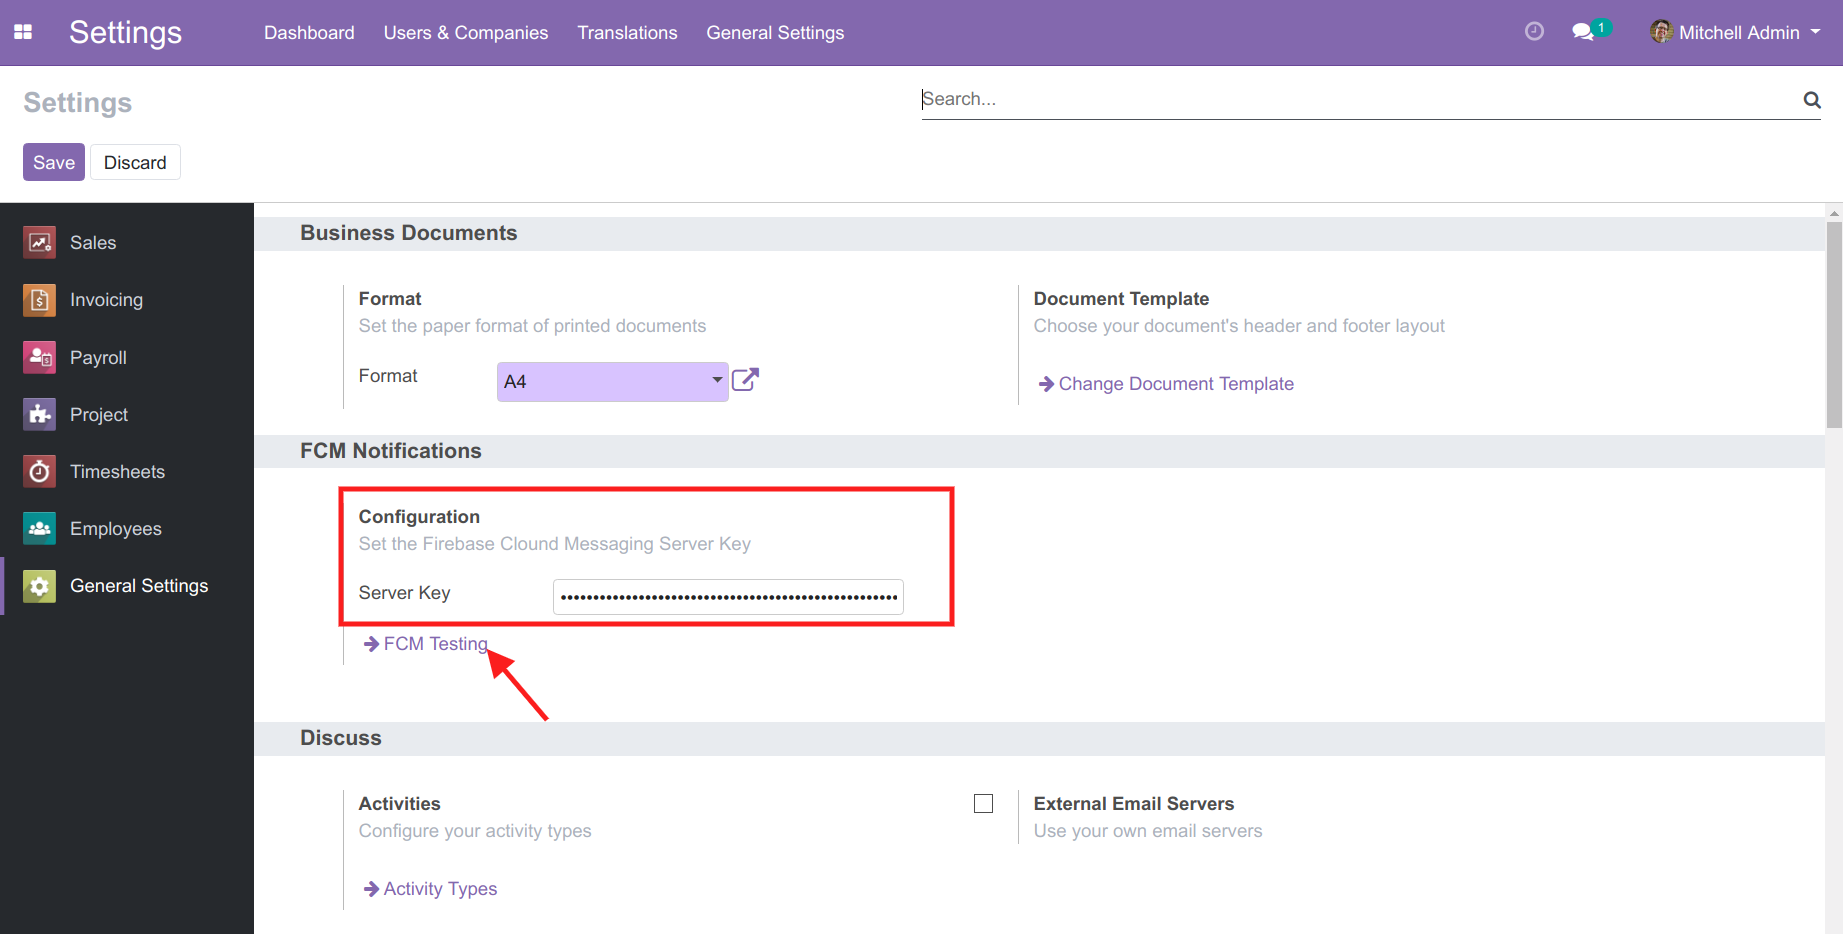 Settings Dashboard Users & Companies Translations General Settings 1 Mitchell Admin
Settings
Search...
Save Discard
Sales
Invoicing
Payroll
Project
Timesheets
Employees
General Settings
Business Documents
Format
Set the paper format of printed documents
Format A4
Document Template
Choose your document's header and footer layout
Change Document Template
FCM Notifications
Configuration
Set the Firebase Clound Messaging Server Key
Server Key
FCM Testing
Discuss
Activities
Configure your activity types
Activity Types
External Email Servers
Use your own email servers